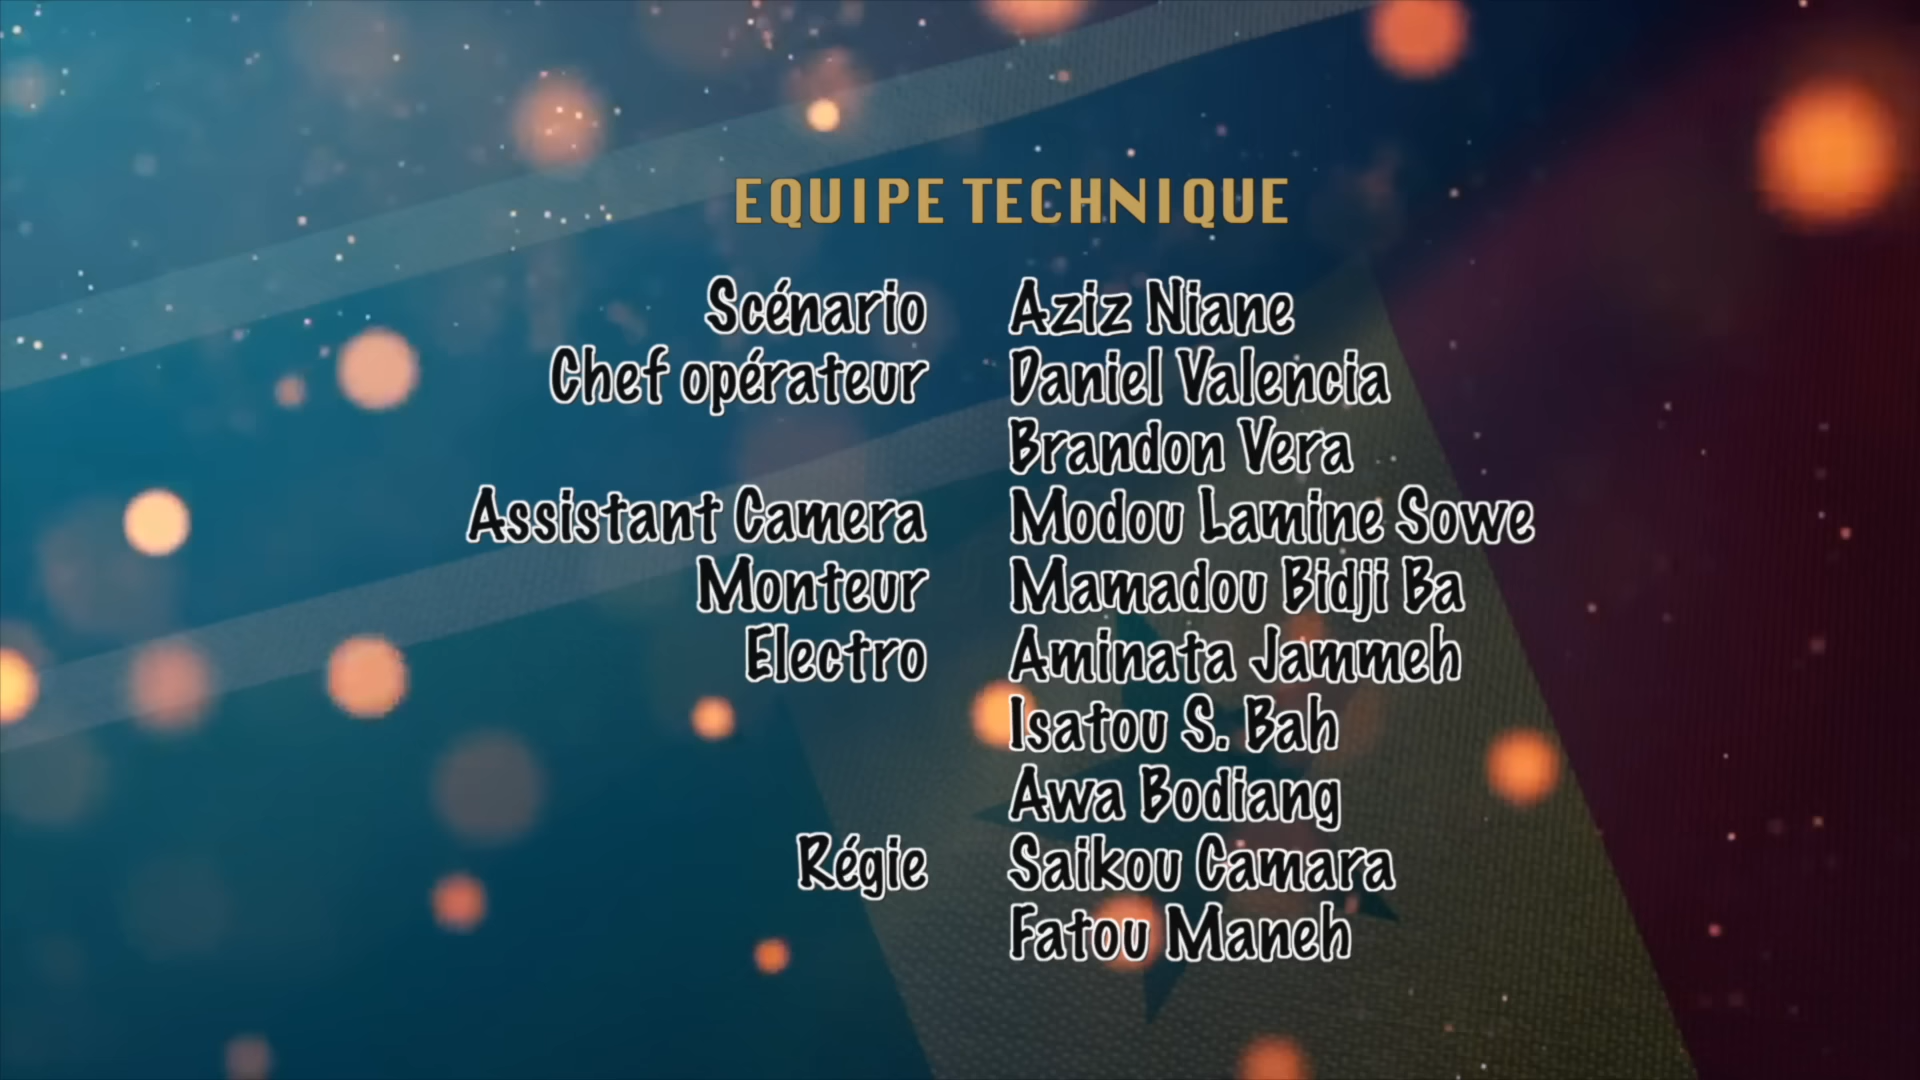 EQUIPE TECHNIQUE
Scénario Aziz Niane
Chef opérateur Daniel Valencia
Brandon Vera
Assistant Camera Modou Lamine Sowe
Monteur Mamadou Bidji Ba
Electro Aminata Jammeh
Isatou S. Bah
Awa Bodiang
Régie Saikou Camara
Fatou Maneh